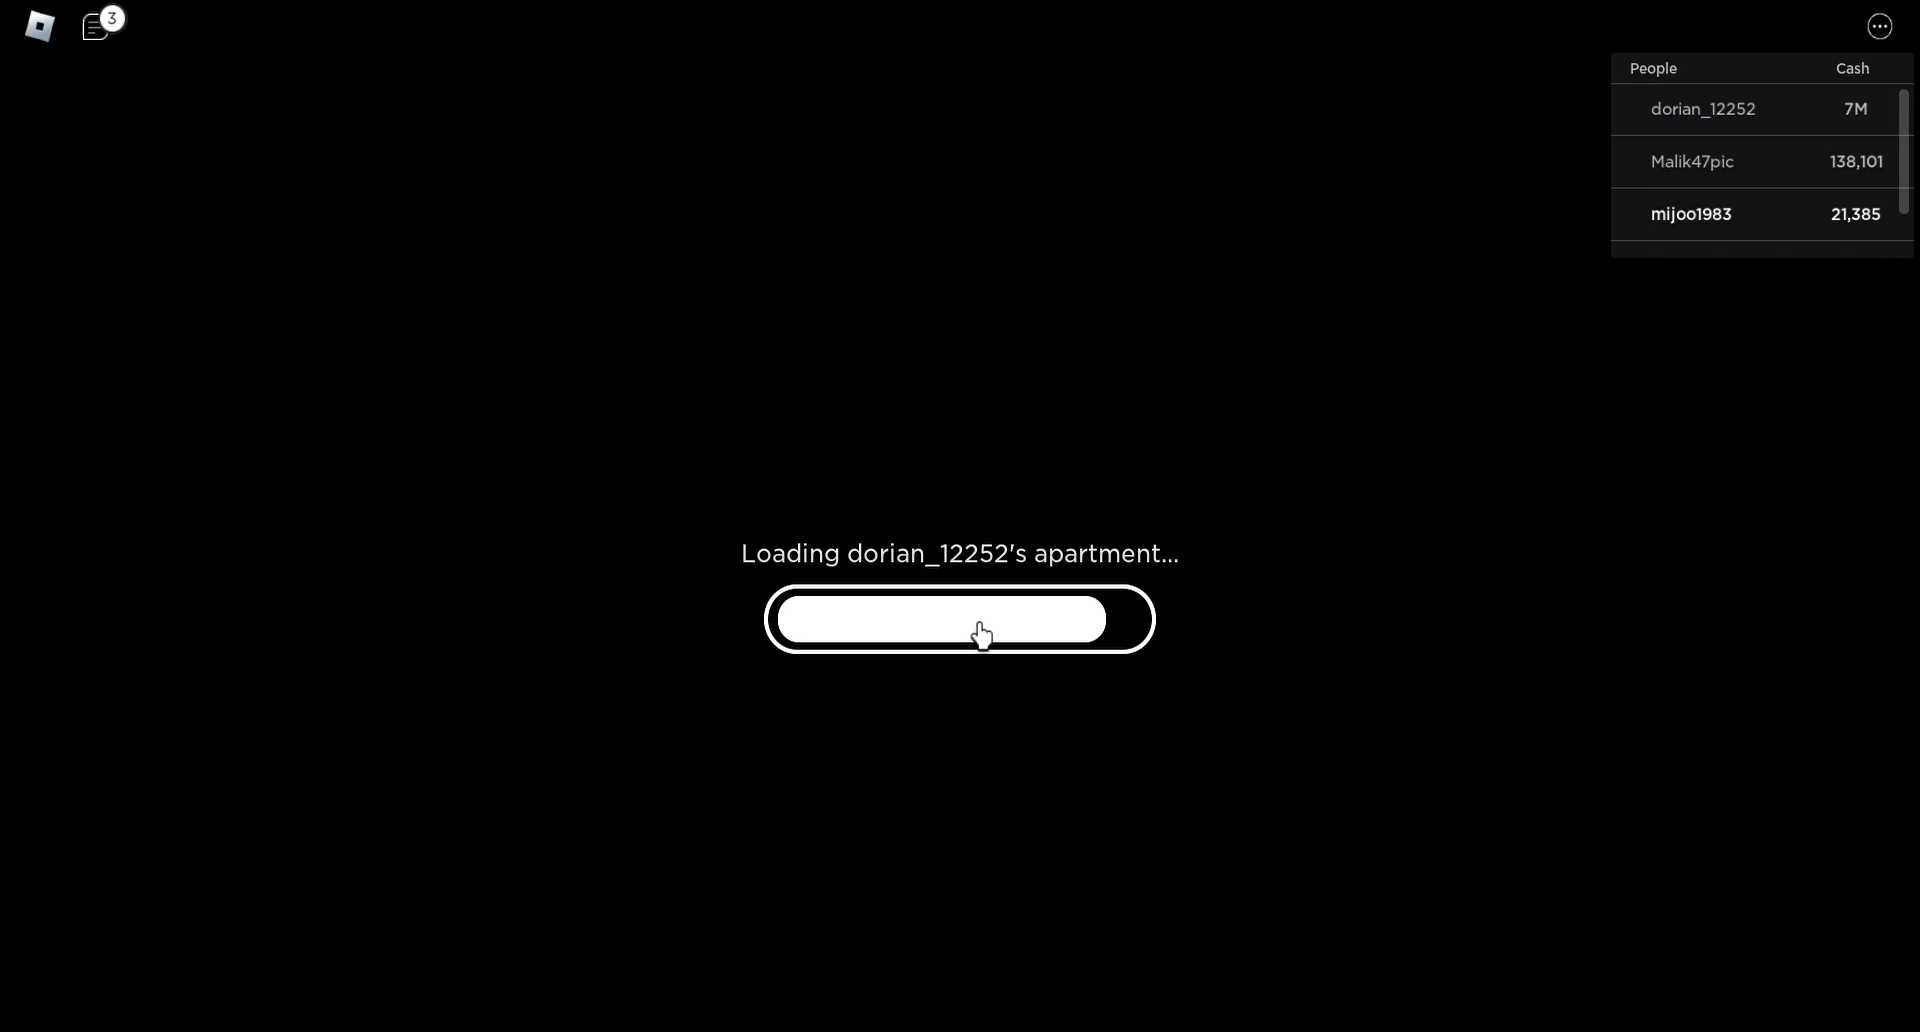 3
People Cash
dorian_12252 7M
Malik47pic 138,101
mijoo1983 21,385
Loading dorian_12252's apartment...